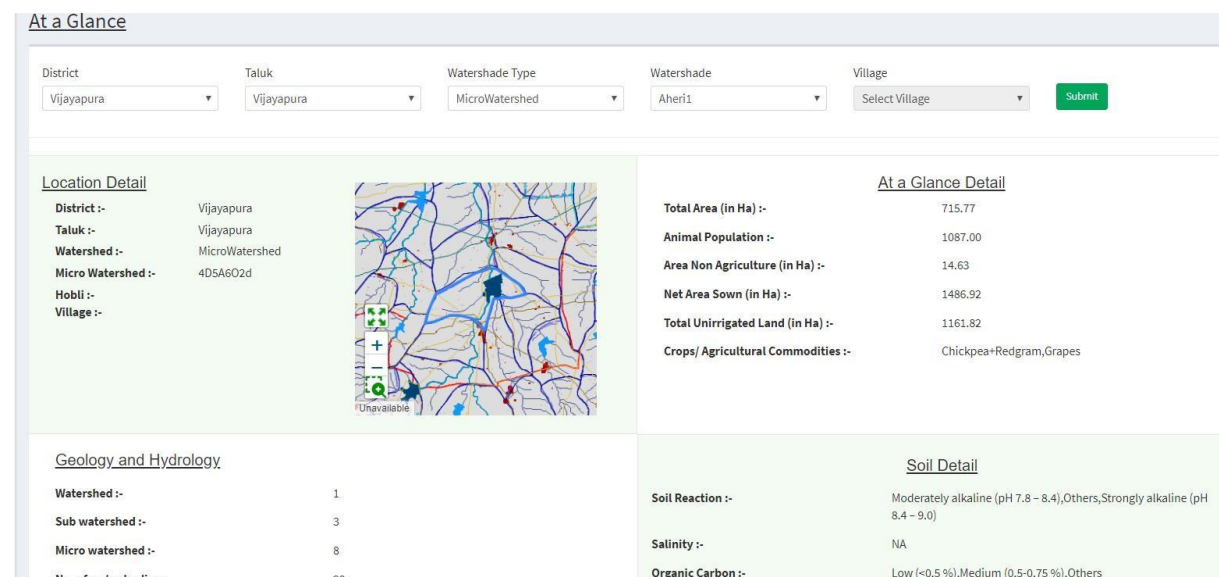 At a Glance
District Taluk Watershade Type Watershade Village
Vijayapura Vijayapura MicroWatershed Aheri1 Select Village Submit
Location Detail
District :- Vijayapura
Taluk :- Vijayapura
Watershed :- MicroWatershed
Micro Watershed :- 4D5A6O2d
Hobli :-
Village :-
+
−
Unavailable
At a Glance Detail
Total Area (in Ha) :- 715.77
Animal Population :- 1087.00
Area Non Agriculture (in Ha) :- 14.63
Net Area Sown (in Ha) :- 1486.92
Total Unirrigated Land (in Ha) :- 1161.82
Crops/ Agricultural Commodities :- Chickpea+Redgram,Grapes
Geology and Hydrology
Watershed :- 1
Sub watershed :- 3
Micro watershed :- 8
Soil Detail
Soil Reaction :- Moderately alkaline (pH 7.8 – 8.4),Others,Strongly alkaline (pH
8.4 – 9.0)
Salinity :- NA
Organic Carbon :- Low (<0.5 %),Medium (0.5-0.75 %),Others